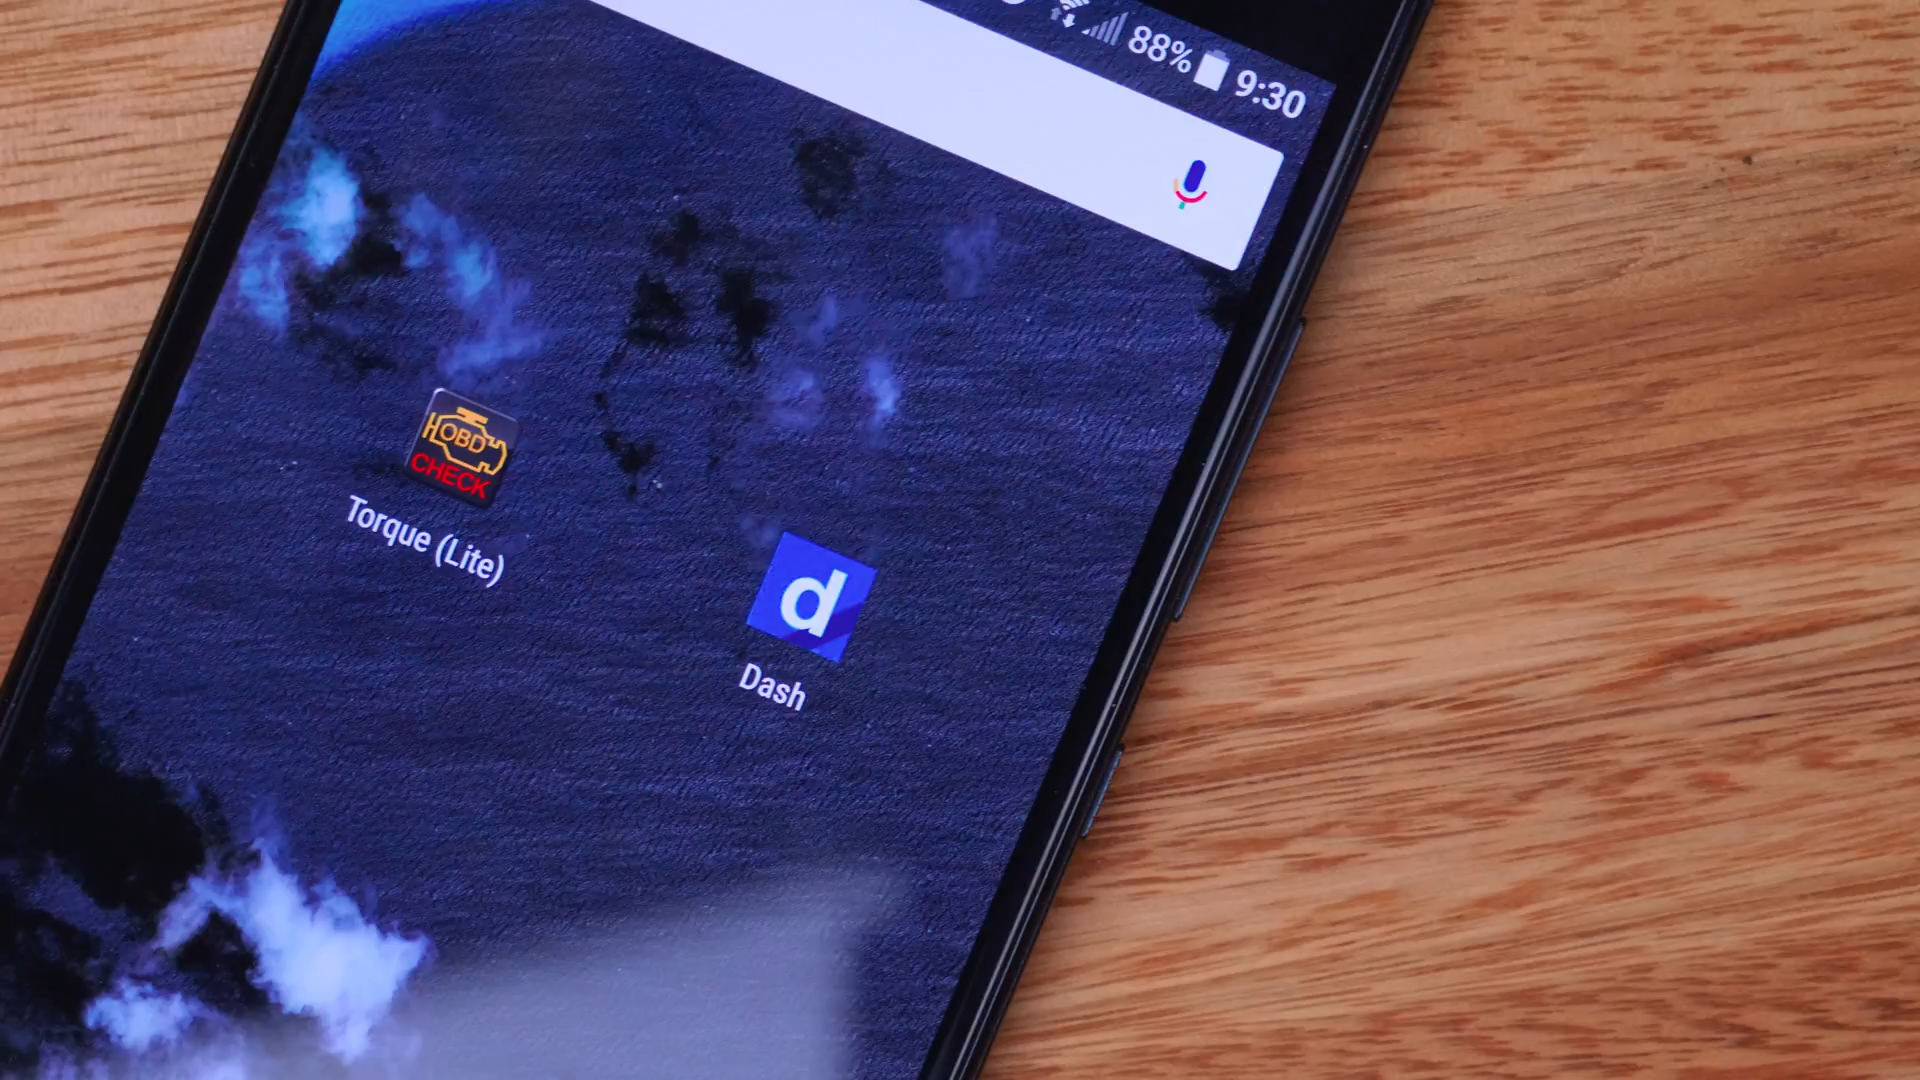 88% 9:30
OBD
CHECK
Torque (Lite)
d
Dash